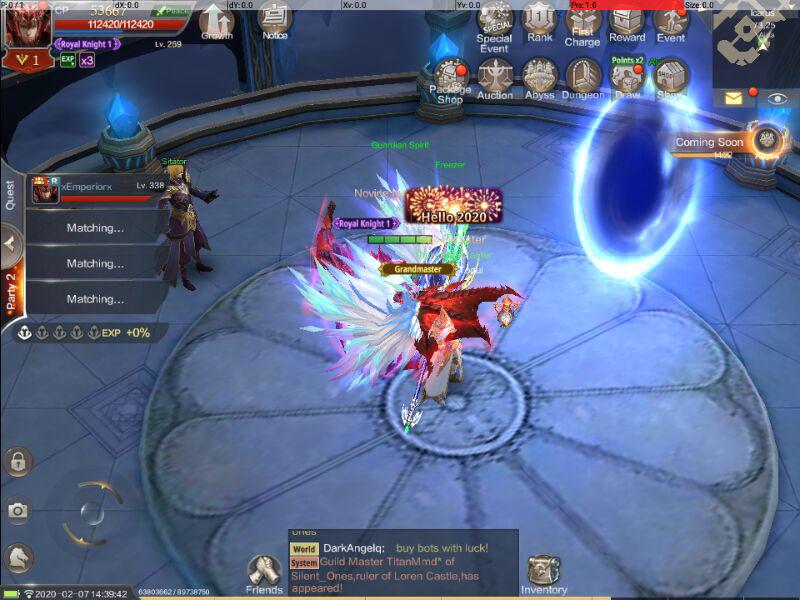 P:0 / 1 dX:0.0 dY:0.0 Xv:0.0 Yv:0.0 Prs:1.0 Size:0.0
CP 53667 Peace
112420/112420
Royal Knight 1 Lv. 259
1 EXP x3
Growth
Notice
Special Event
Rank
First Charge
Reward
Event
Icarus
Package Shop
Auction
Abyss
Dungeon
Points x2
Draw
Shop
Coming Soon
Quest
Party 2
xEmperiorx Lv. 338
Matching...
Matching...
Matching...
EXP +0%
Sitator
Guardian Spirit
Freezer
Hello 2020
Royal Knight 1
Grandmaster
Friends
World DarkAngelq: buy bots with luck!
System Guild Master TitanMmd* of
Silent_Ones,ruler of Loren Castle,has
appeared!
Inventory
2020-02-07 14:39:42 63803662 / 89738750